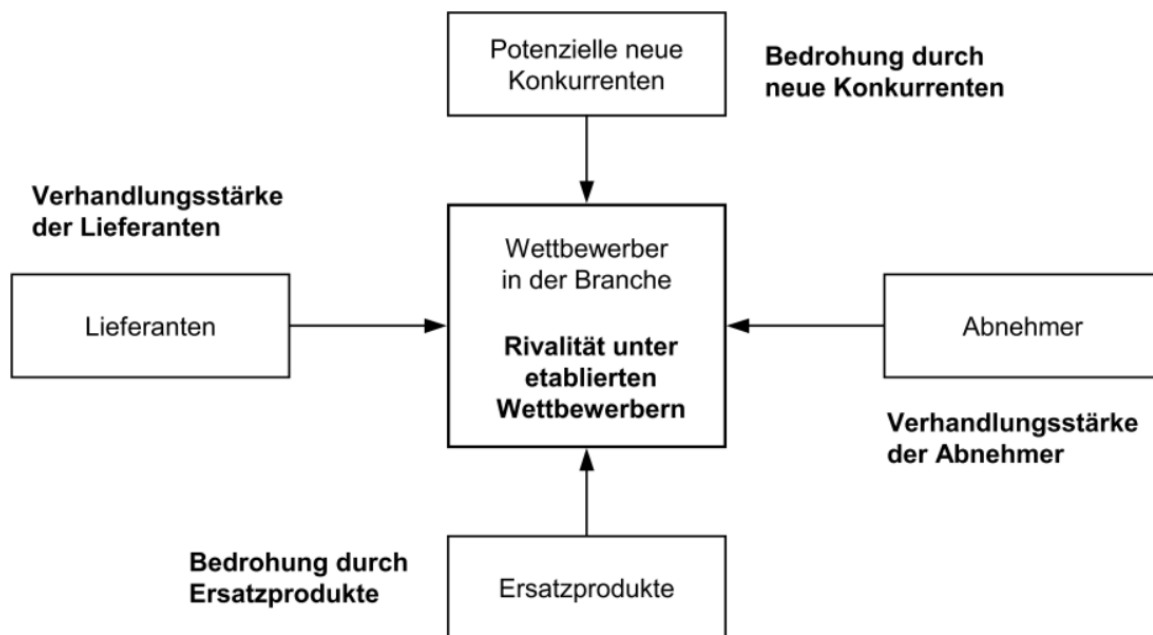 Potenzielle neue
Konkurrenten
Bedrohung durch
neue Konkurrenten
Verhandlungsstärke
der Lieferanten
Lieferanten
Wettbewerber
in der Branche
Rivalität unter
etablierten
Wettbewerbern
Abnehmer
Verhandlungsstärke
der Abnehmer
Bedrohung durch
Ersatzprodukte
Ersatzprodukte